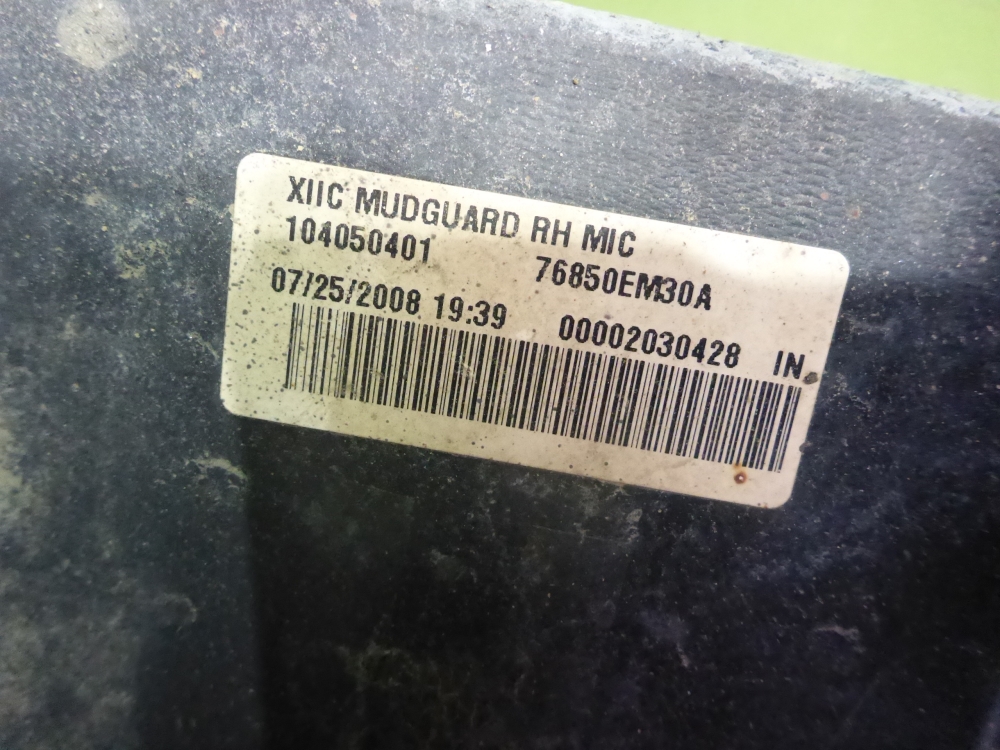 XIIC MUDGUARD RH MIC
104050401 76850EM30A
07/25/2008 19:39 00002030428 IN